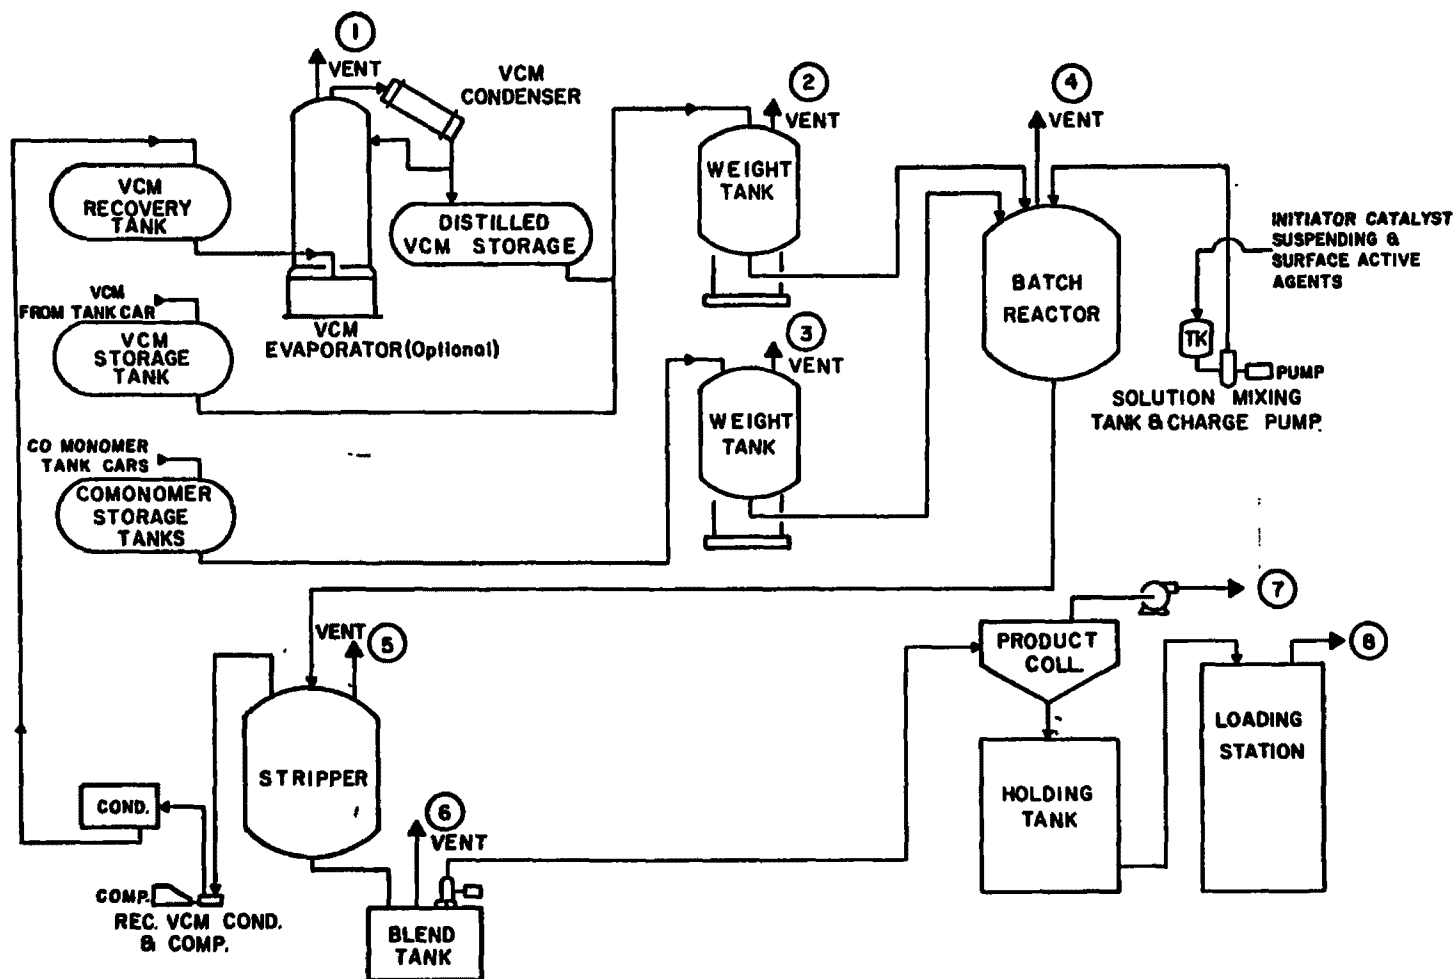 1
VENT
VCM
CONDENSER
2
VENT
4
VENT
VCM
RECOVERY
TANK
DISTILLED
VCM STORAGE
WEIGHT
TANK
INITIATOR CATALYST
SUSPENDING &
SURFACE ACTIVE
AGENTS
BATCH
REACTOR
VCM
FROM TANK CAR
VCM
STORAGE
TANK
VCM
EVAPORATOR(Optional)
3
VENT
TK
PUMP
SOLUTION MIXING
TANK & CHARGE PUMP.
WEIGHT
TANK
CO MONOMER
TANK CARS
COMONOMER
STORAGE
TANKS
7
VENT
5
PRODUCT
COLL.
8
STRIPPER
LOADING
STATION
COND.
6
VENT
HOLDING
TANK
COMP.
REC. VCM COND.
& COMP.
BLEND
TANK